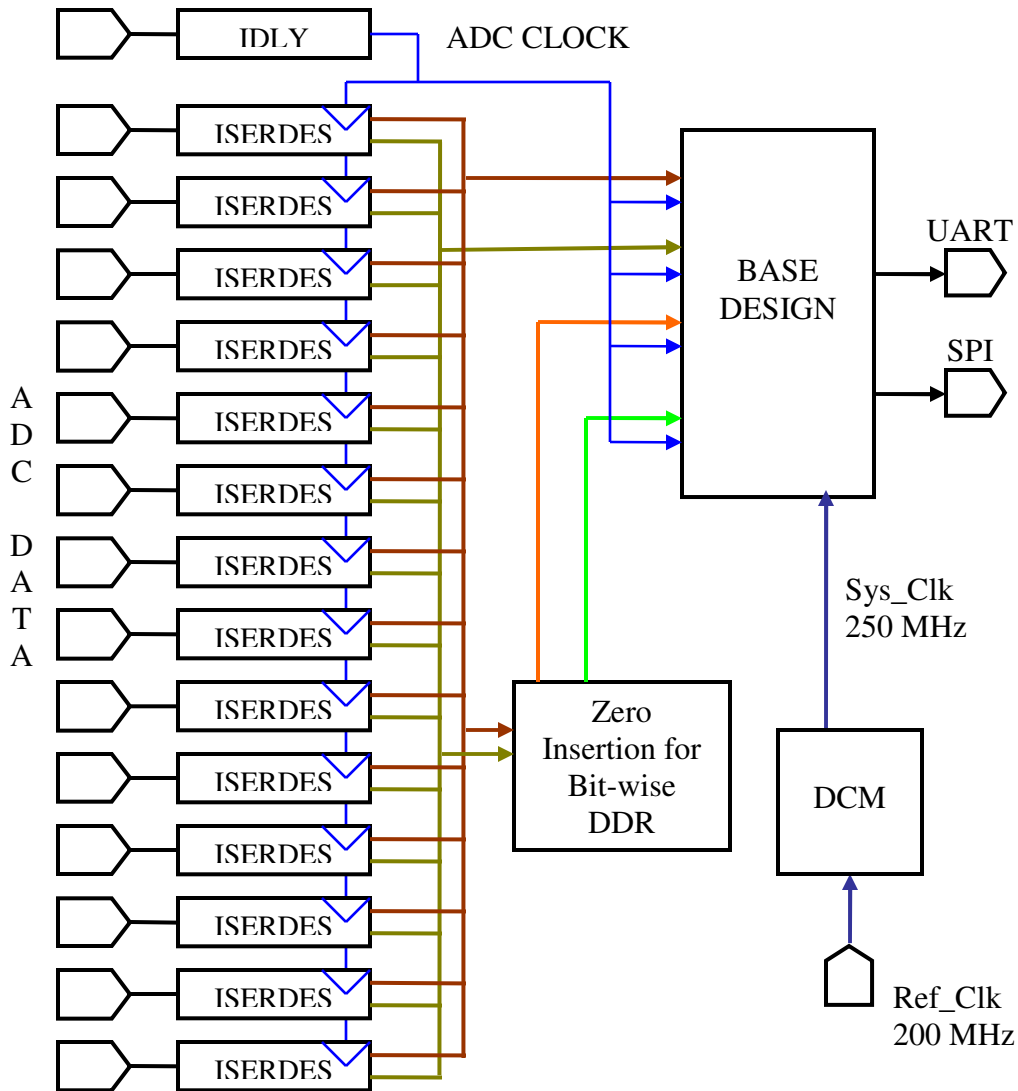 IDLY
ADC CLOCK
ISERDES
ISERDES
ISERDES
ISERDES
ISERDES
ISERDES
ISERDES
ISERDES
ISERDES
ISERDES
ISERDES
ISERDES
ISERDES
ISERDES
A
D
C
D
A
T
A
BASE
DESIGN
UART
SPI
Sys_Clk
250 MHz
Zero
Insertion for
Bit-wise
DDR
DCM
Ref_Clk
200 MHz